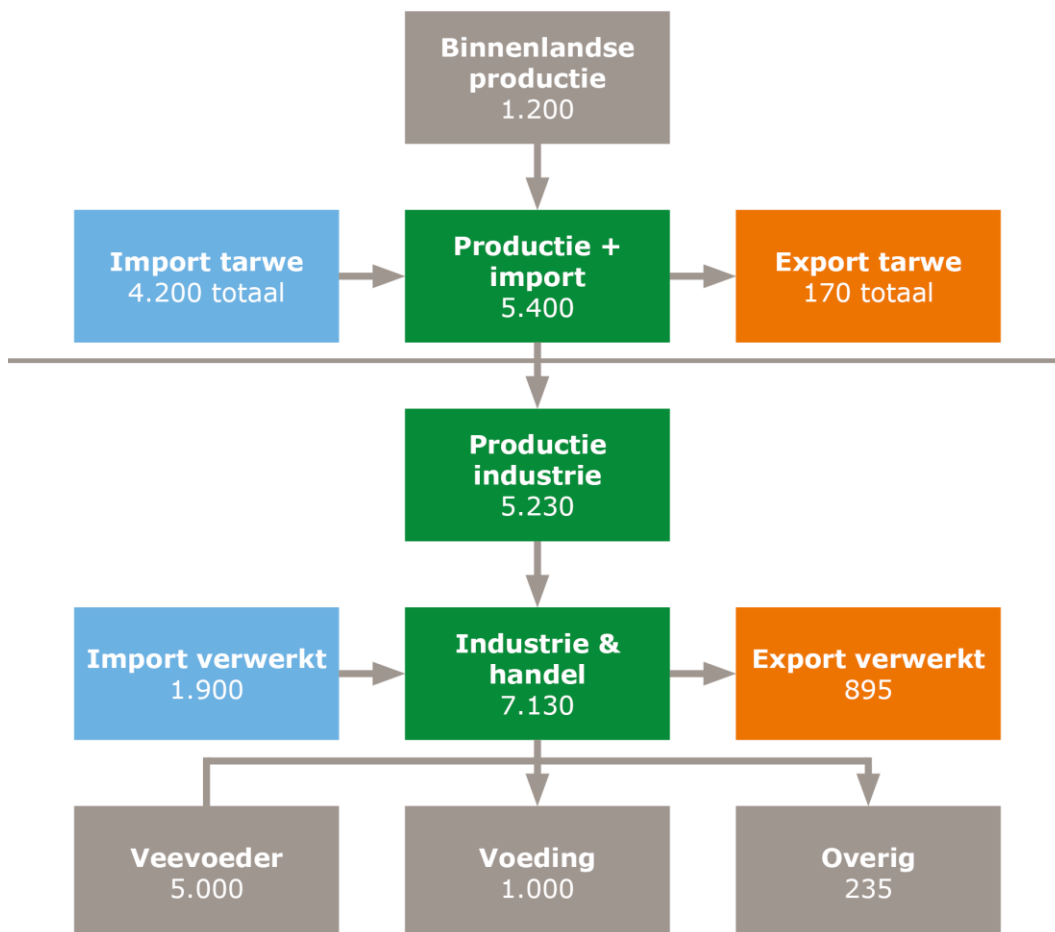 Binnenlandse
productie
1.200
Import tarwe
4.200 totaal
Productie +
import
5.400
Export tarwe
170 totaal
Productie
industrie
5.230
Import verwerkt
1.900
Industrie &
handel
7.130
Export verwerkt
895
Veevoeder
5.000
Voeding
1.000
Overig
235